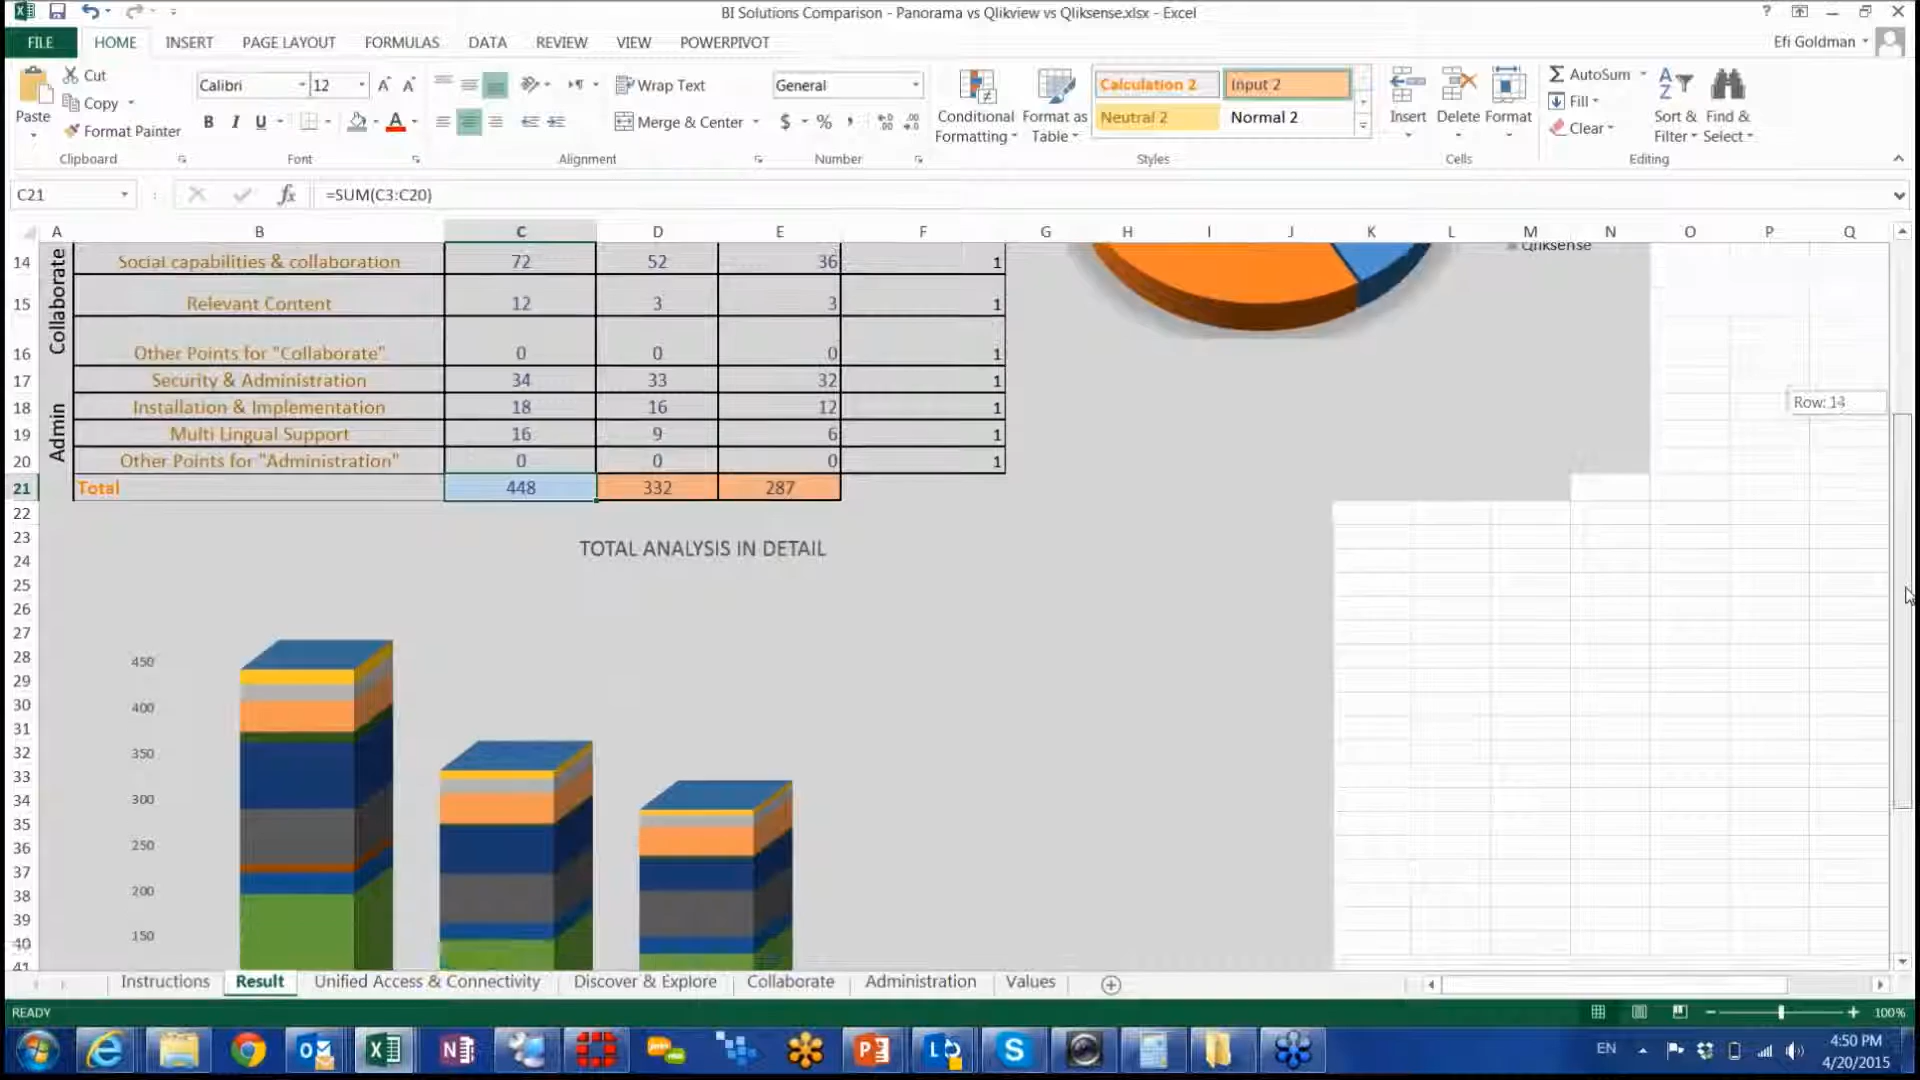 BI Solutions Comparison - Panorama vs Qlikview vs Qliksense.xlsx - Excel
FILE HOME INSERT PAGE LAYOUT FORMULAS DATA REVIEW VIEW POWERPIVOT
Efi Goldman
Paste
Cut
Copy
Format Painter
Calibri 12
B I U
Wrap Text
Merge & Center
General
$ %
Conditional Formatting
Format as Table
Calculation 2
Input 2
Neutral 2
Normal 2
Insert
Delete
Format
AutoSum
Fill
Clear
Sort & Filter
Find & Select
Clipboard Font Alignment Number Styles Cells Editing
C21 fx =SUM(C3:C20)
A B C D E F G H I J K L M N O P Q
Collaborate
14 Social capabilities & collaboration 72 52 36 1
15 Relevant Content 12 3 3 1
16 Other Points for "Collaborate" 0 0 0 1
Admin
17 Security & Administration 34 33 32 1
18 Installation & Implementation 18 16 12 1
19 Multi Lingual Support 16 9 6 1
20 Other Points for "Administration" 0 0 0 1
21 Total 448 332 287
Qliksense
22
23
24
25
26
27
28
29
30
31
32
33
34
35
36
37
38
39
40
41
TOTAL ANALYSIS IN DETAIL
450
400
350
300
250
200
150
Instructions Result Unified Access & Connectivity Discover & Explore Collaborate Administration Values
READY
100%
EN
4:50 PM
4/20/2015